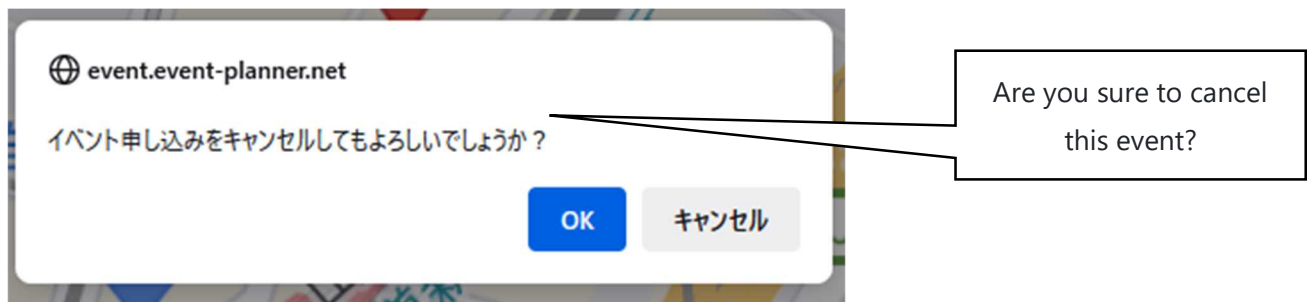 event.event-planner.net
イベント申し込みをキャンセルしてもよろしいでしょうか？
OK
キャンセル
Are you sure to cancel
this event?